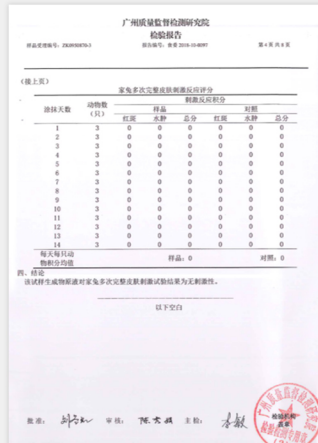 广州质量监督检测研究院
检验报告
第 4 页 共 6 页
(接上页)
家兔多次完整皮肤刺激反应评分
涂抹天数 动物数(只) 刺激反应积分
样品 对照
红斑 水肿 总分 红斑 水肿 总分
1 3 0 0 0 0 0 0
2 3 0 0 0 0 0 0
3 3 0 0 0 0 0 0
4 3 0 0 0 0 0 0
5 3 0 0 0 0 0 0
6 3 0 0 0 0 0 0
7 3 0 0 0 0 0 0
8 3 0 0 0 0 0 0
9 3 0 0 0 0 0 0
10 3 0 0 0 0 0 0
11 3 0 0 0 0 0 0
12 3 0 0 0 0 0 0
13 3 0 0 0 0 0 0
14 3 0 0 0 0 0 0
每天每只动物积分均值 样品:0 对照:0
四、结论
该试样生成物原液对家兔多次完整皮肤刺激试验结果为无刺激性。
以下空白
批准: 审核: 主检: 检验机构
盖章